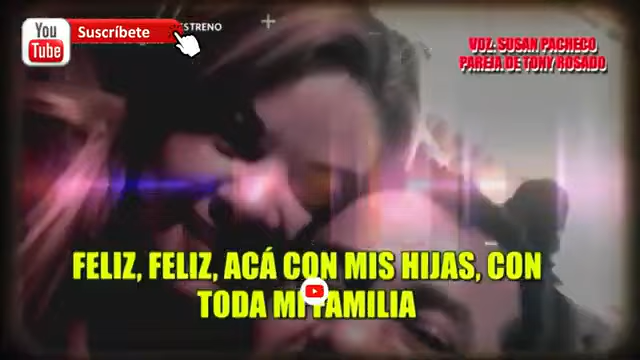 You
Tube
Suscríbete
ESTRENO
VOZ: SUSAN PACHECO
PAREJA DE TONY ROSADO
FELIZ, FELIZ, ACÁ CON MIS HIJAS, CON
TODA MI FAMILIA